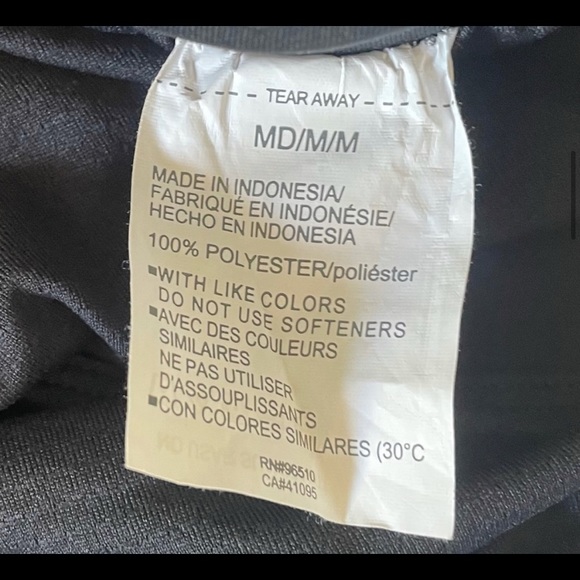 TEAR AWAY
MD/M/M
MADE IN INDONESIA/
FABRIQUÉ EN INDONÉSIE/
HECHO EN INDONESIA
100% POLYESTER/poliéster
■WITH LIKE COLORS
DO NOT USE SOFTENERS
■AVEC DES COULEURS
SIMILAIRES
NE PAS UTILISER
D'ASSOUPLISSANTS
■CON COLORES SIMILARES (30°C
RN#96510
CA#41095